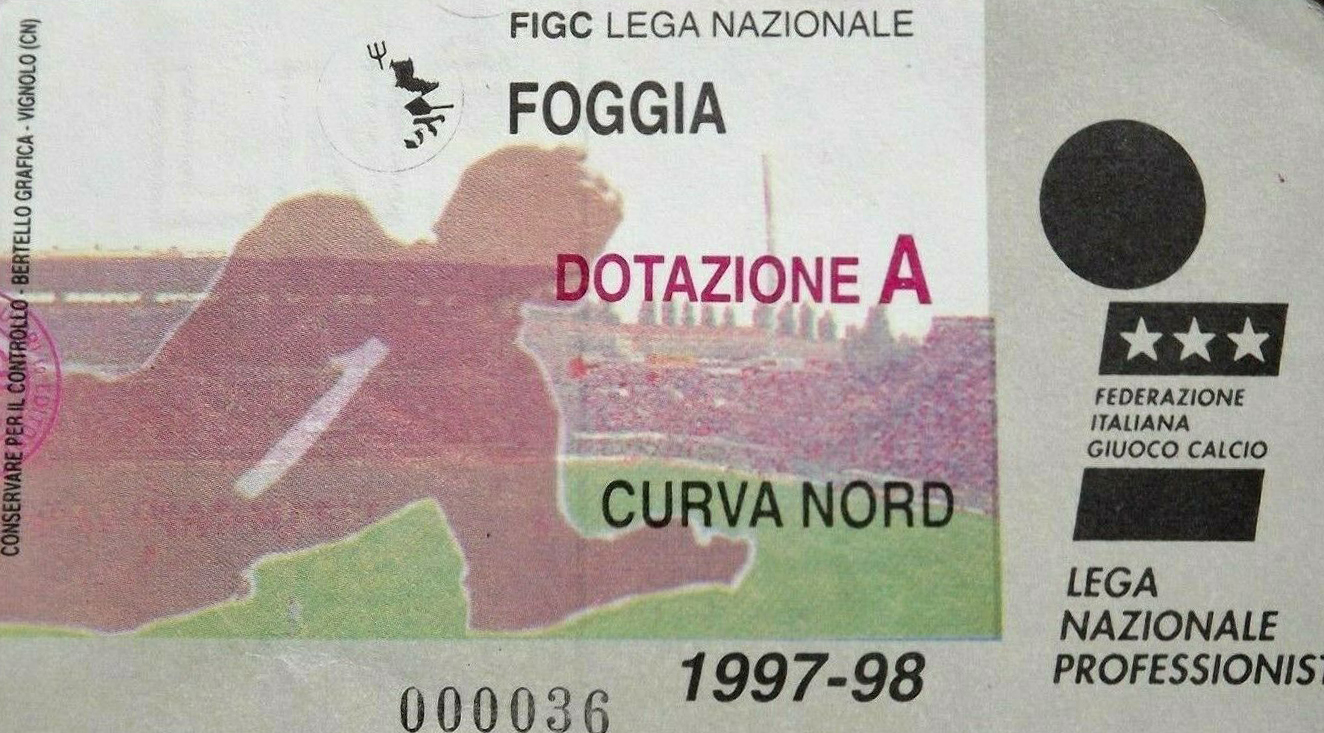 CONSERVARE PER IL CONTROLLO - BERTELLO GRAFICA - VIGNOLO (CN)
FIGC LEGA NAZIONALE
FOGGIA
DOTAZIONE A
1
CURVA NORD
FEDERAZIONE
ITALIANA
GIUOCO CALCIO
LEGA
NAZIONALE
PROFESSIONIST
1997-98
000036